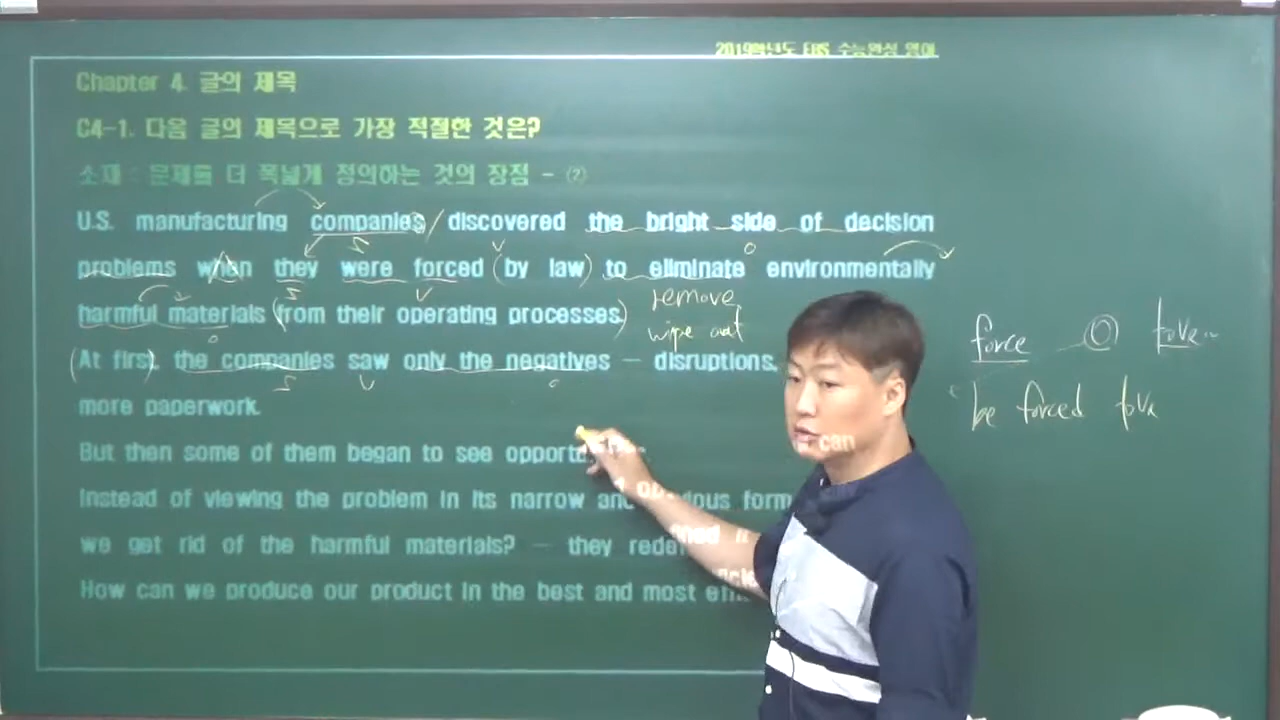 2019학년도 EBS 수능완성 영어
Chapter 4. 글의 제목
C4-1. 다음 글의 제목으로 가장 적절한 것은?
소재 : 문제를 더 폭넓게 정의하는 것의 장점 - ⑦
U.S. manufacturing companies / discovered the bright side of decision
problems when they were forced (by law) to eliminate environmentally
harmful materials (from their operating processes)
remove
wipe out
(At first) the companies saw only the negatives — disruptions.
more paperwork.
But then some of them began to see
Instead of viewing the problem in its narrow and obvious form
can
we get rid of the harmful materials? — they
How can we produce our product in the best and most
force O to V
be forced to V